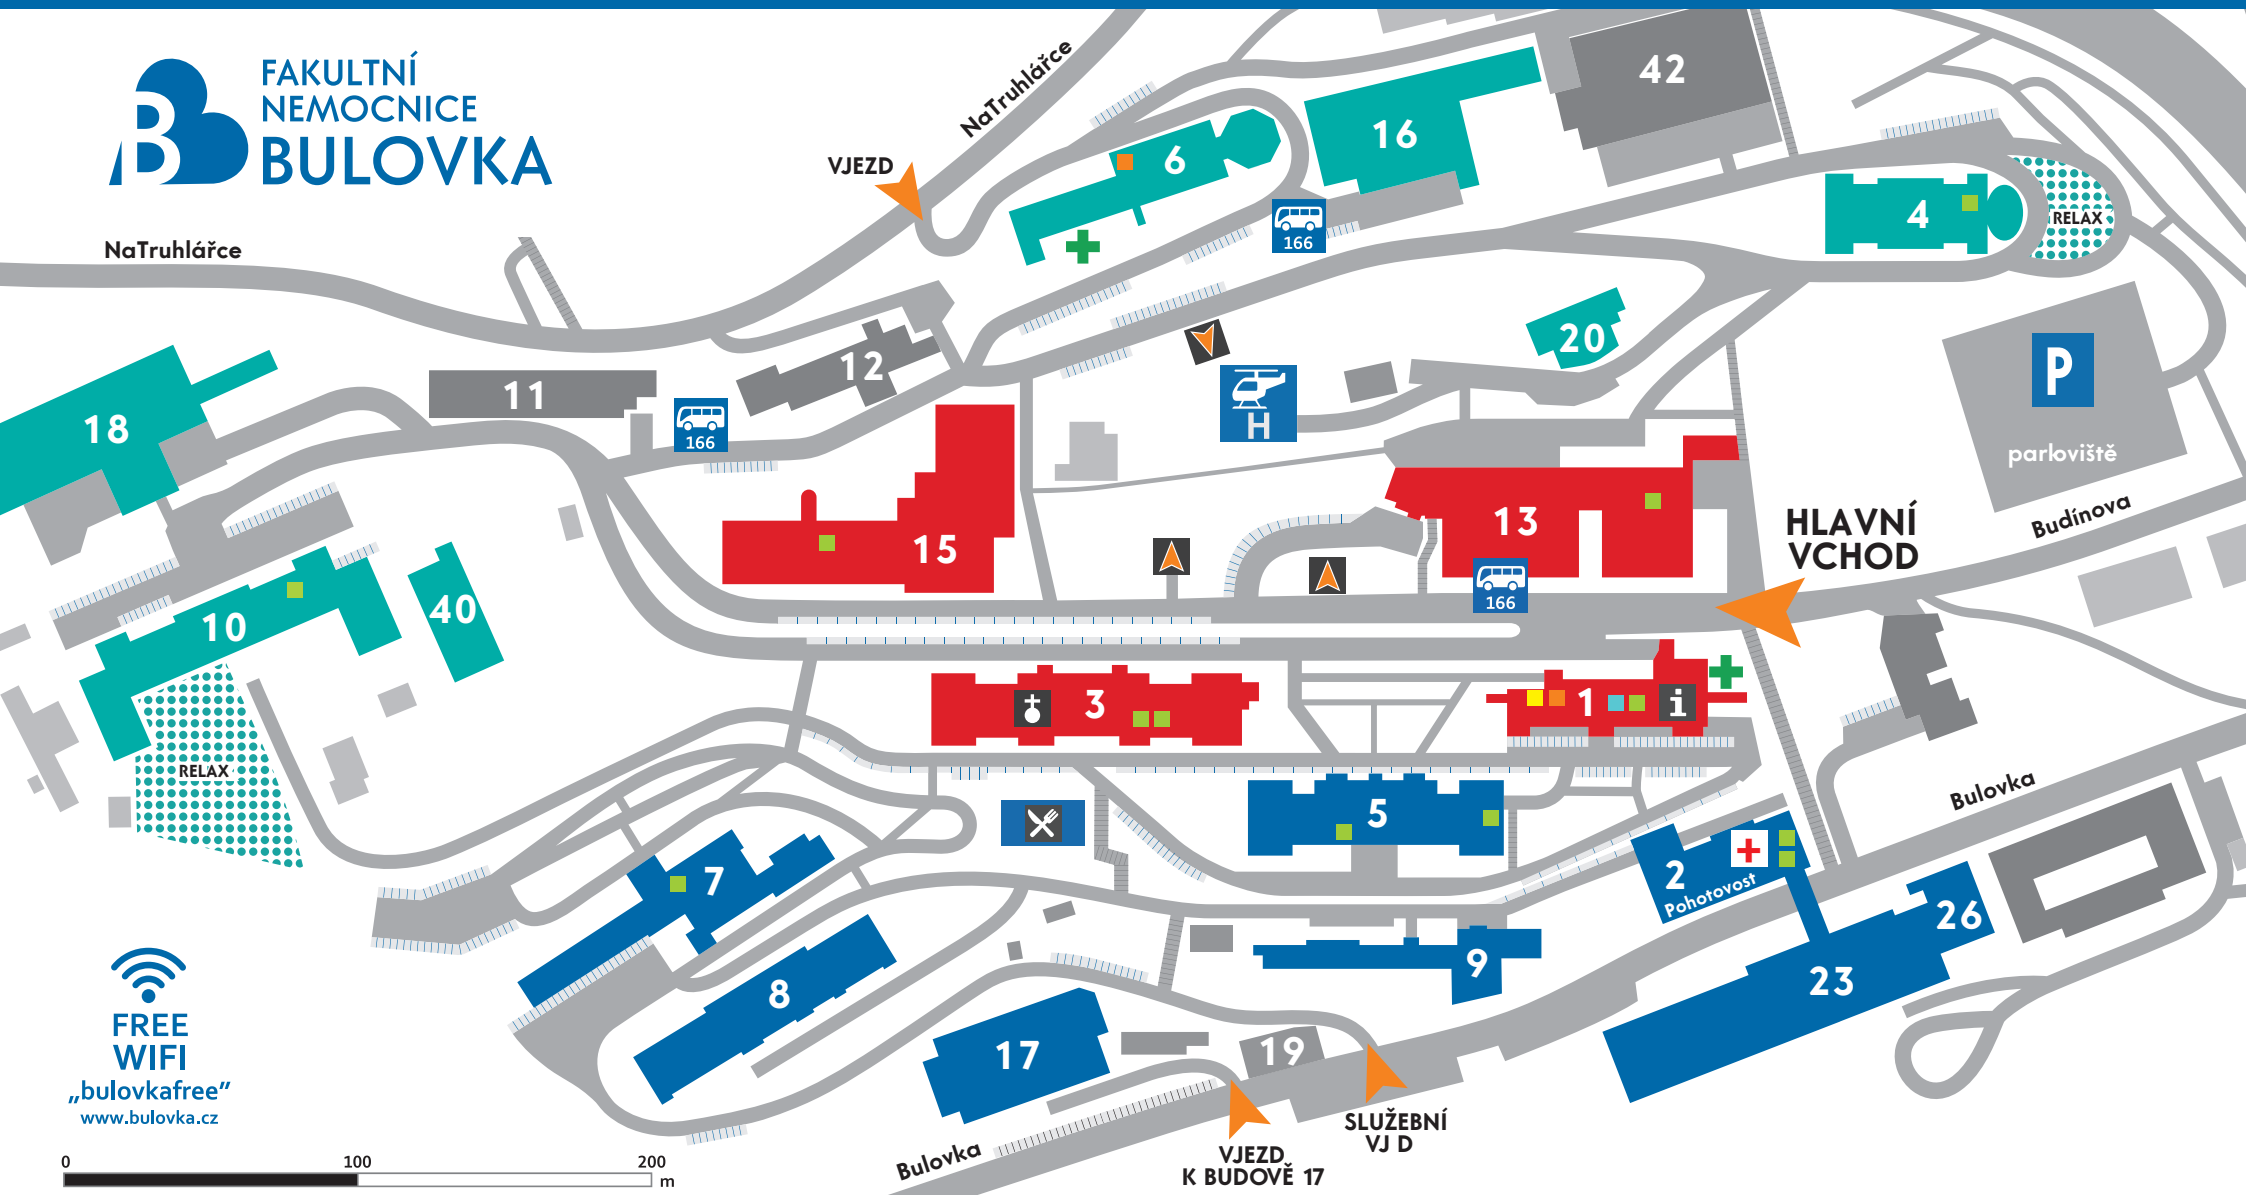 FAKULTNÍ
NEMOCNICE
BULOVKA
B
NaTruhlářce
NaTruhlářce
VJEZD
6
16
42
4
RELAX
166
20
12
11
166
18
H
P
parkoviště
Budínova
HLAVNÍ
VCHOD
15
13
166
10
40
RELAX
3
1
i
5
7
2
Pohotovost
Bulovka
26
23
9
8
17
19
FREE
WIFI
„bulovkafree"
www.bulovka.cz
SLUŽEBNÍ
VJ D
VJEZD
K BUDOVĚ 17
Bulovka
0 100 200
m